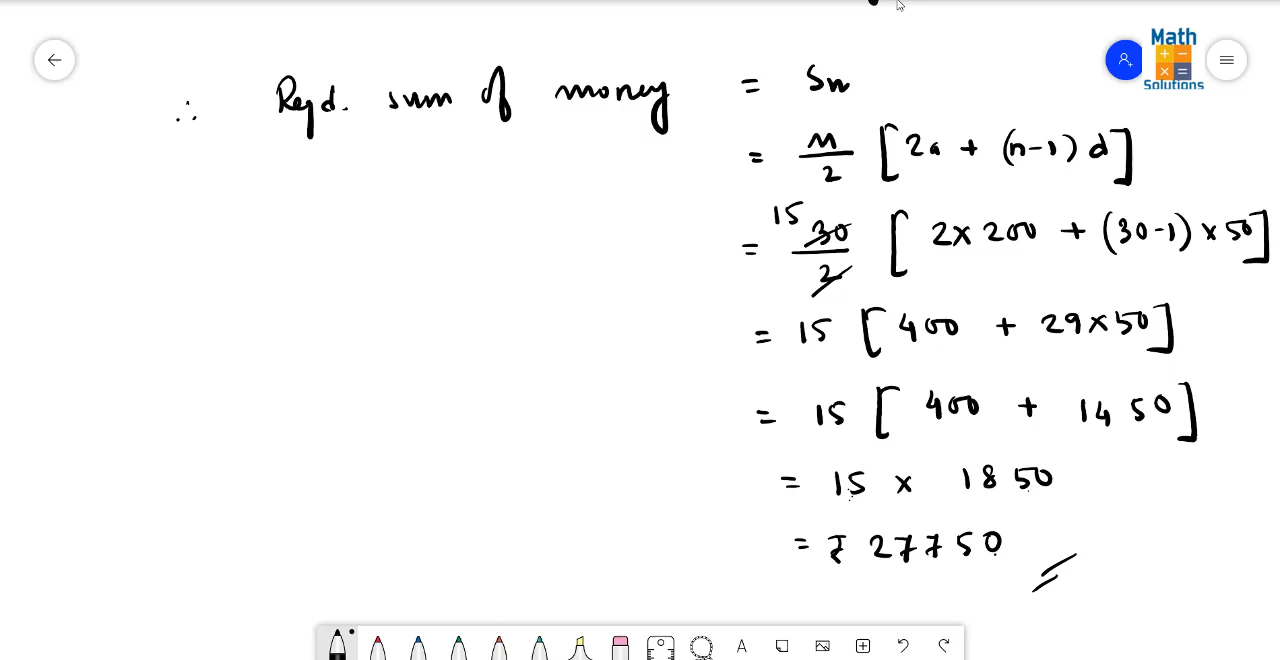 Math
Solutions
∴ Reqd. sum of money = Sn
= n/2 [2a + (n-1) d]
= 15 30/2 [2 x 200 + (30-1) x 50]
= 15 [400 + 29 x 50]
= 15 [400 + 1450]
= 15 x 1850
= ₹ 27750
A